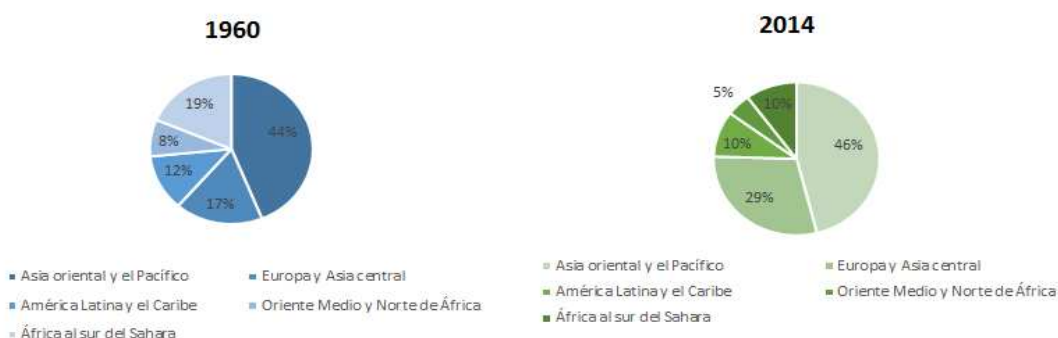 1960
19%
44%
8%
12%
17%
Asia oriental y el Pacífico
Europa y Asia central
América Latina y el Caribe
Oriente Medio y Norte de África
África al sur del Sahara
2014
5%
10%
46%
10%
29%
Asia oriental y el Pacífico
Europa y Asia central
América Latina y el Caribe
Oriente Medio y Norte de África
África al sur del Sahara